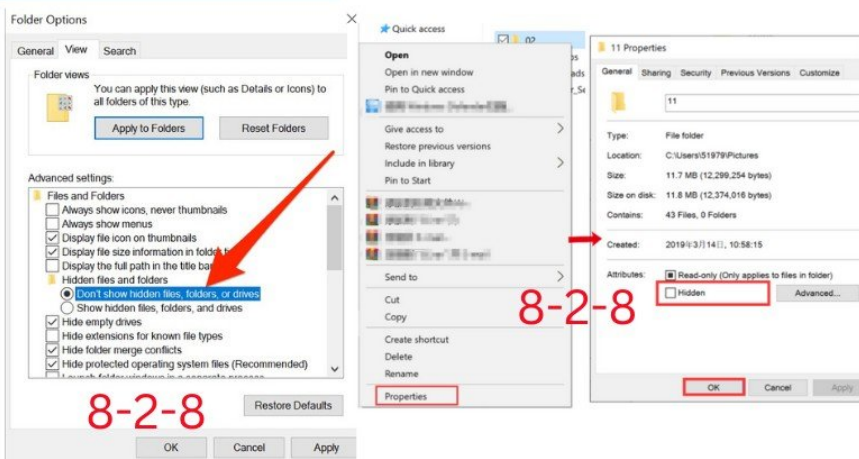 Folder Options
General View Search
Folder views
You can apply this view (such as Details or Icons) to
all folders of this type.
Apply to Folders Reset Folders
Advanced settings:
Files and Folders
Always show icons, never thumbnails
Always show menus
Display file icon on thumbnails
Display file size information in folder
Display the full path in the title ba
Hidden files and folders
Don't show hidden files, folders, or drives
Show hidden files, folders, and drives
Hide empty drives
Hide extensions for known file types
Hide folder merge conflicts
Hide protected operating system files (Recommended)
Launch folder windows in a separate process
8-2-8
Restore Defaults
OK Cancel Apply
Quick access
02
Open
Open in new window
Pin to Quick access
Give access to
Restore previous versions
Include in library
Pin to Start
Send to
Cut
Copy
Create shortcut
Delete
Rename
Properties
8-2-8
11 Properties
General Sharing Security Previous Versions Customize
11
Type: File folder
Location: C:\Users\51979\Pictures
Size: 11.7 MB (12,299,254 bytes)
Size on disk: 11.8 MB (12,374,016 bytes)
Contains: 43 Files, 0 Folders
Created: 2019年3月14日, 10:58:15
Attributes: Read-only (Only applies to files in folder)
Hidden Advanced...
OK Cancel Apply